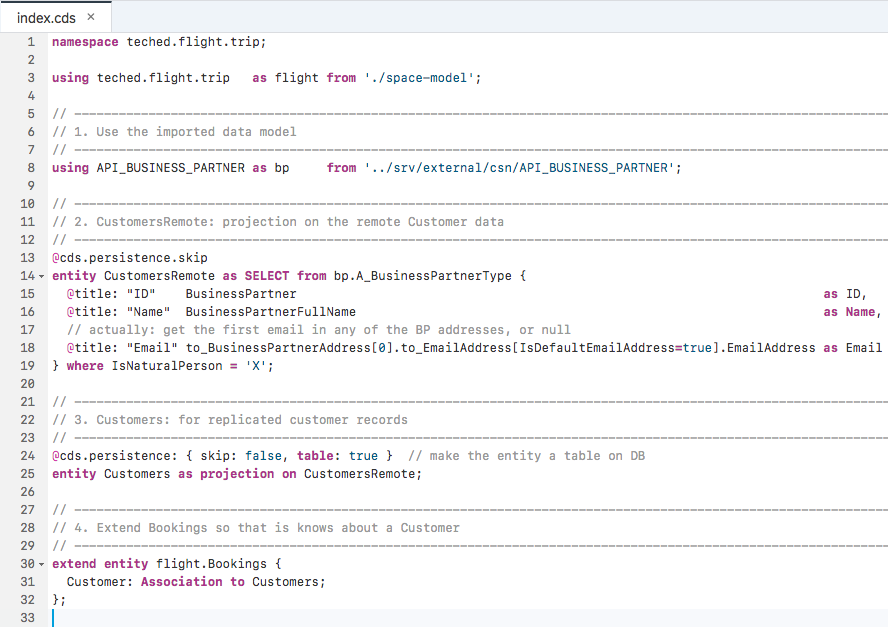 index.cds ×
1 namespace teched.flight.trip;
2
3 using teched.flight.trip   as flight from './space-model';
4
5 // ----------------------------------------------------------------------------------------------------------------
6 // 1. Use the imported data model
7 // ----------------------------------------------------------------------------------------------------------------
8 using API_BUSINESS_PARTNER as bp     from '../srv/external/csn/API_BUSINESS_PARTNER';
9
10 // ----------------------------------------------------------------------------------------------------------------
11 // 2. CustomersRemote: projection on the remote Customer data
12 // ----------------------------------------------------------------------------------------------------------------
13 @cds.persistence.skip
14 entity CustomersRemote as SELECT from bp.A_BusinessPartnerType {
15   @title: "ID"    BusinessPartner                                                                       as ID,
16   @title: "Name"  BusinessPartnerFullName                                                               as Name,
17   // actually: get the first email in any of the BP addresses, or null
18   @title: "Email" to_BusinessPartnerAddress[0].to_EmailAddress[IsDefaultEmailAddress=true].EmailAddress as Email
19 } where IsNaturalPerson = 'X';
20
21 // ----------------------------------------------------------------------------------------------------------------
22 // 3. Customers: for replicated customer records
23 // ----------------------------------------------------------------------------------------------------------------
24 @cds.persistence: { skip: false, table: true }  // make the entity a table on DB
25 entity Customers as projection on CustomersRemote;
26
27 // ----------------------------------------------------------------------------------------------------------------
28 // 4. Extend Bookings so that is knows about a Customer
29 // ----------------------------------------------------------------------------------------------------------------
30 extend entity flight.Bookings {
31   Customer: Association to Customers;
32 };
33